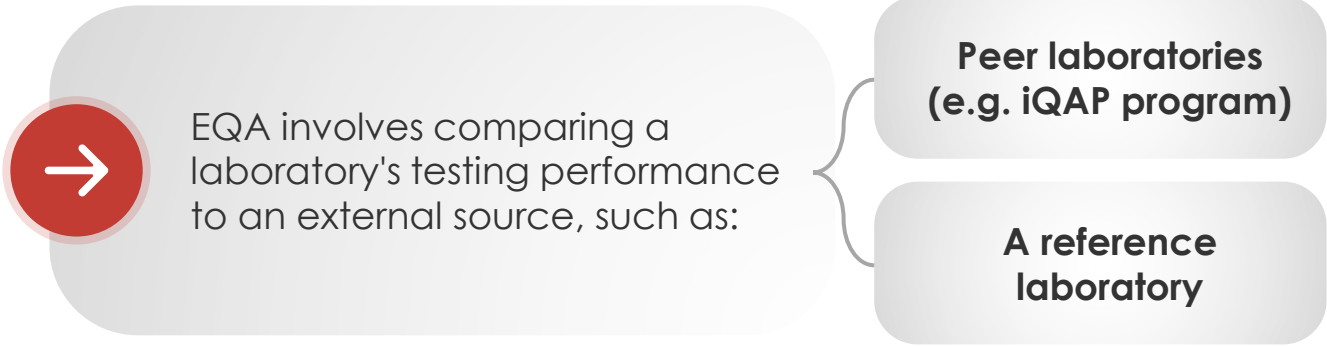 EQA involves comparing a
laboratory's testing performance
to an external source, such as:
Peer laboratories
(e.g. iQAP program)
A reference
laboratory